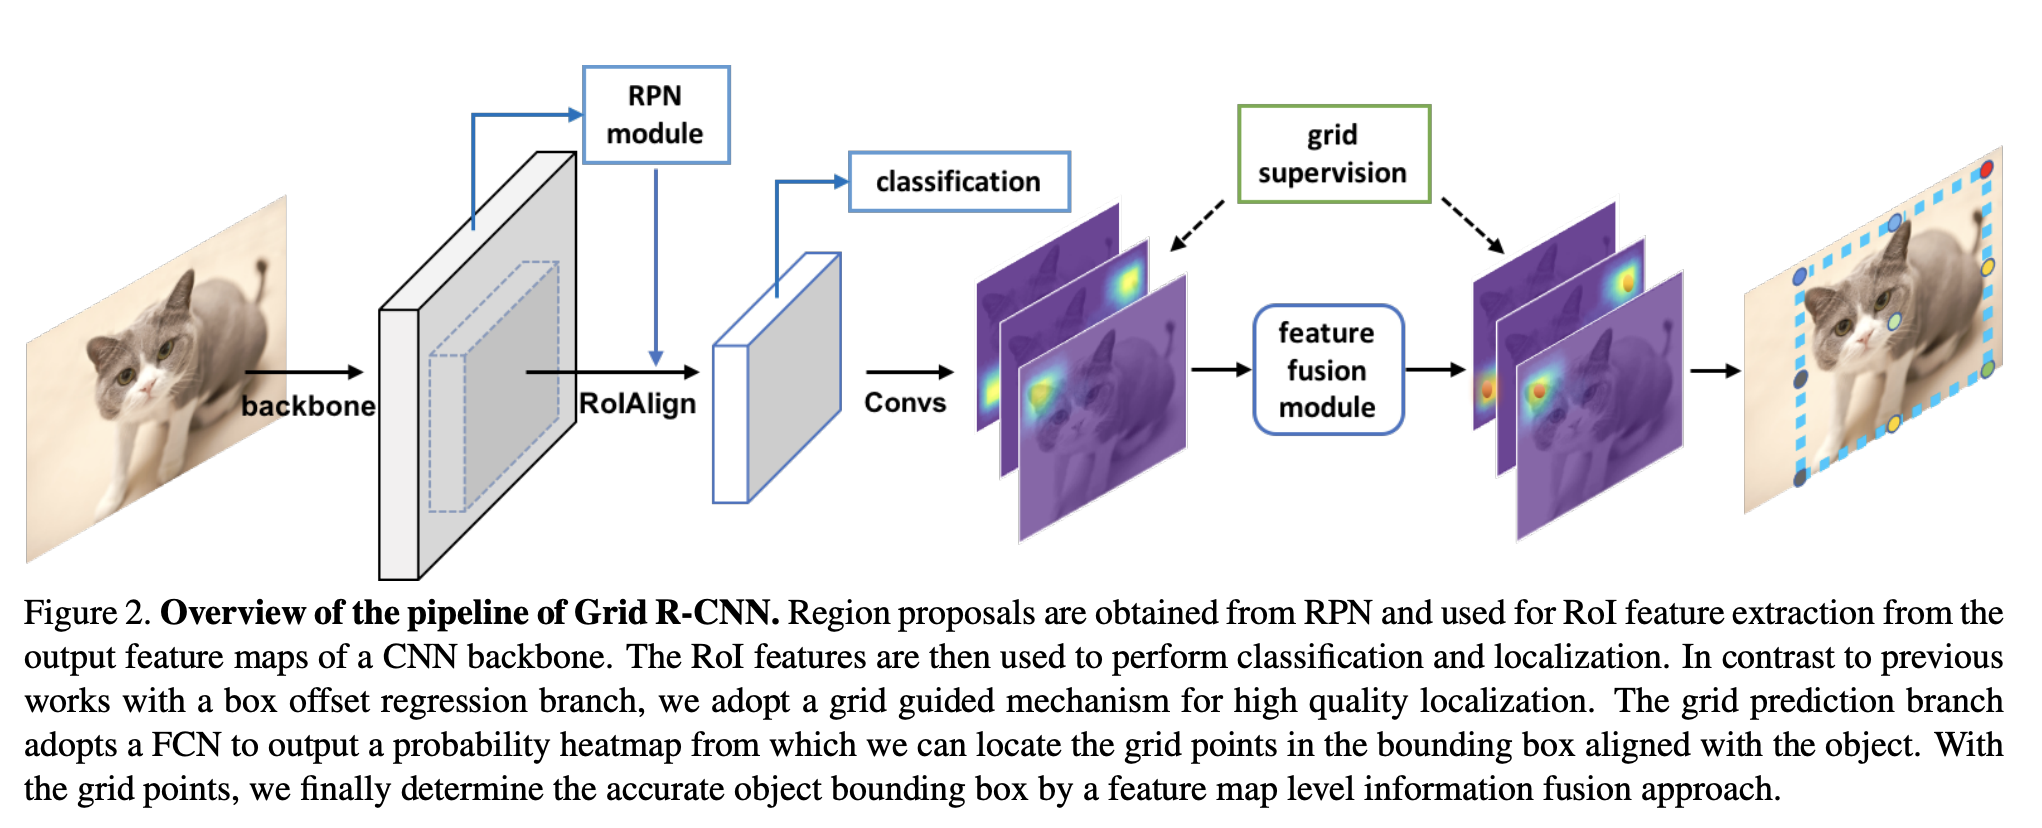 RPN
module
classification
grid
supervision
backbone
RoIAlign
Convs
feature
fusion
module
Figure 2. Overview of the pipeline of Grid R-CNN. Region proposals are obtained from RPN and used for RoI feature extraction from the
output feature maps of a CNN backbone. The RoI features are then used to perform classification and localization. In contrast to previous
works with a box offset regression branch, we adopt a grid guided mechanism for high quality localization. The grid prediction branch
adopts a FCN to output a probability heatmap from which we can locate the grid points in the bounding box aligned with the object. With
the grid points, we finally determine the accurate object bounding box by a feature map level information fusion approach.